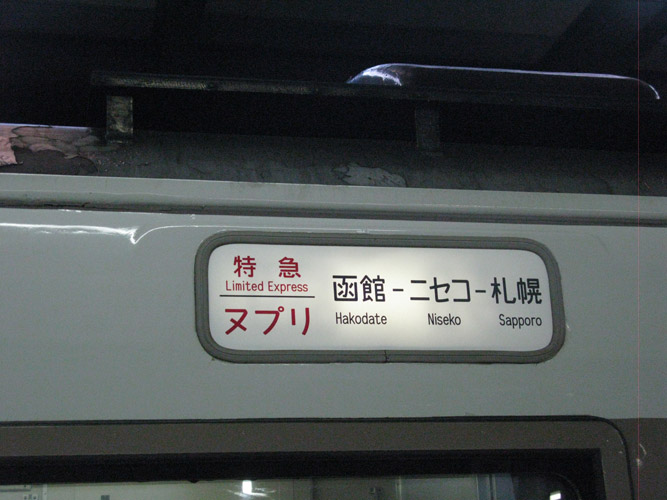 特急
Limited Express
ヌプリ
函館-ニセコ-札幌
Hakodate Niseko Sapporo